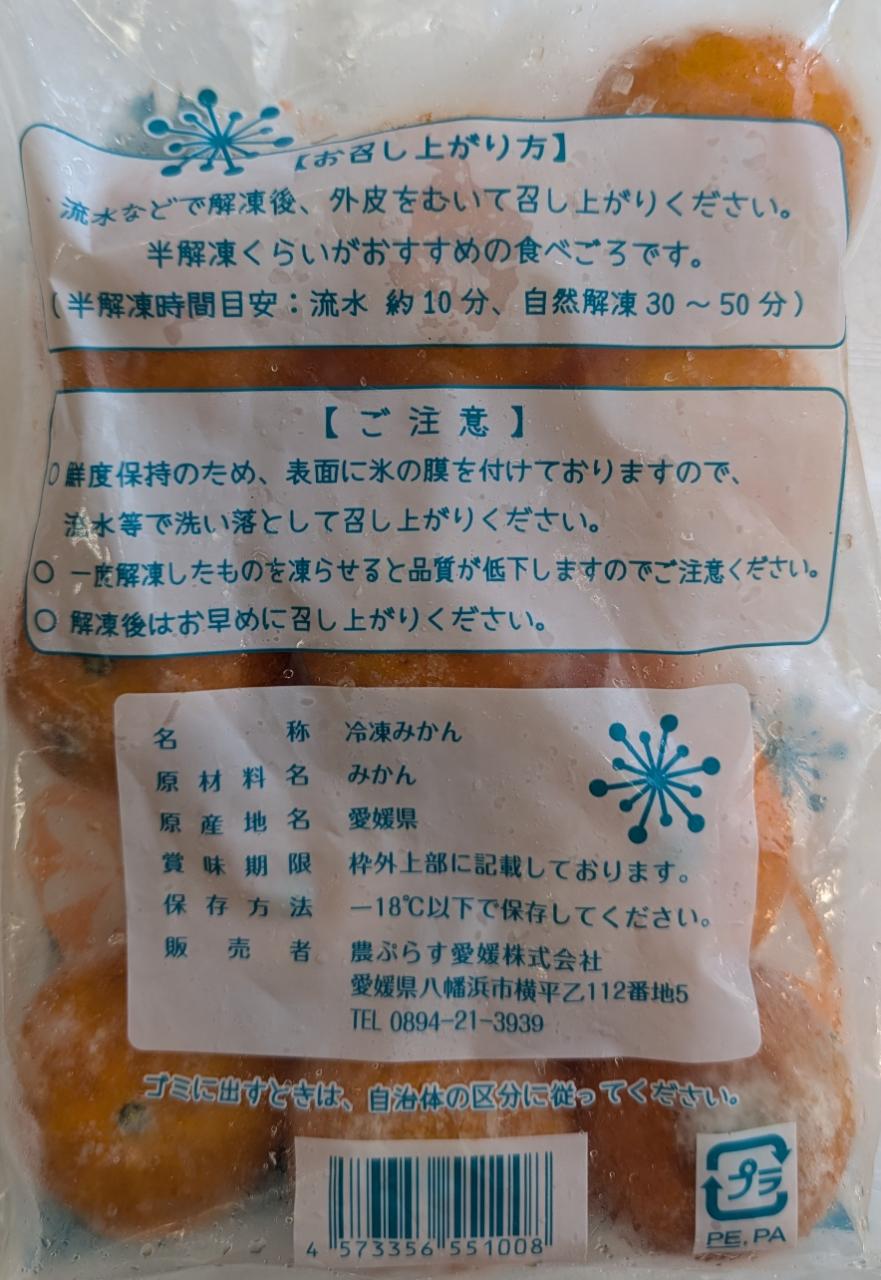 【お召し上がり方】
流水などで解凍後、外皮をむいて召し上がりください。
半解凍くらいがおすすめの食べごろです。
(半解凍時間目安：流水 約10分、自然解凍30～50分)
【ご注意】
○鮮度保持のため、表面に氷の膜を付けておりますので、
流水等で洗い落として召し上がりください。
○一度解凍したものを凍らせると品質が低下しますのでご注意ください。
○解凍後はお早めに召し上がりください。
名称 冷凍みかん
原材料名 みかん
原産地名 愛媛県
賞味期限 枠外上部に記載しております。
保存方法 －18℃以下で保存してください。
販売者 農ぷらす愛媛株式会社
愛媛県八幡浜市横平乙112番地5
TEL 0894-21-3939
ゴミに出すときは、自治体の区分に従ってください。
4 573356 551008
プラ
PE,PA